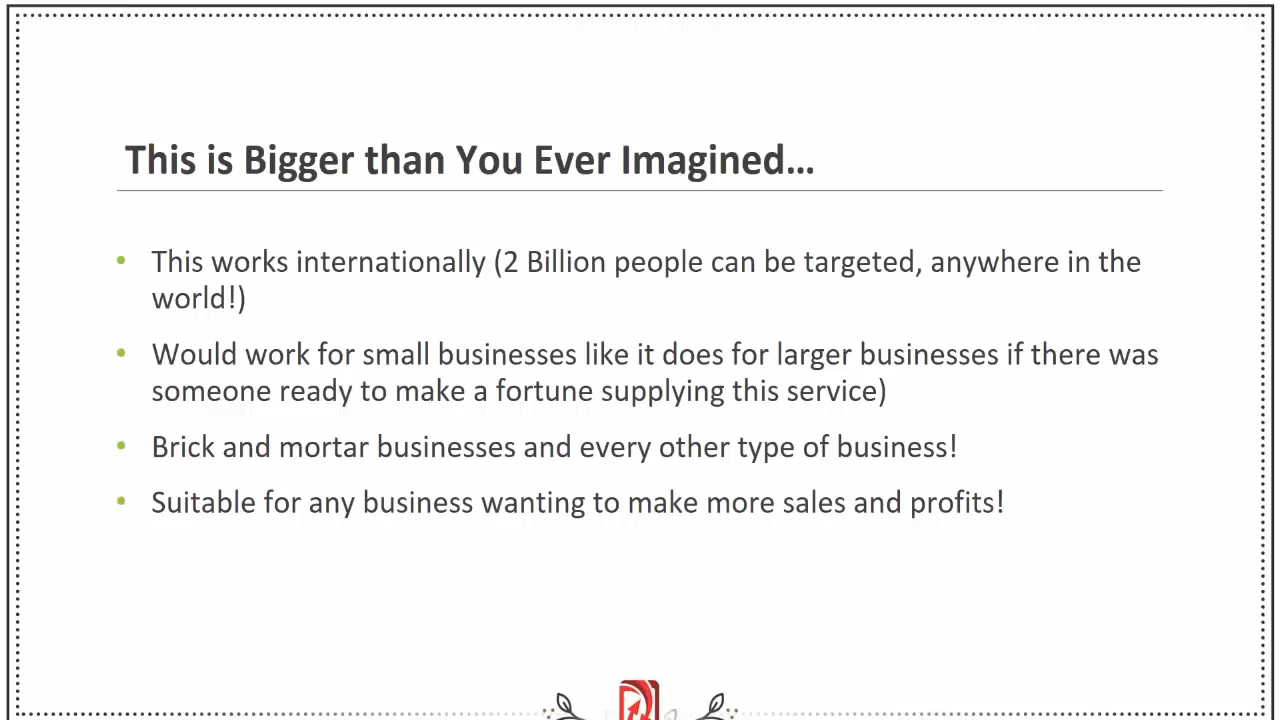 This is Bigger than You Ever Imagined...
• This works internationally (2 Billion people can be targeted, anywhere in the
world!)
• Would work for small businesses like it does for larger businesses if there was
someone ready to make a fortune supplying this service)
• Brick and mortar businesses and every other type of business!
• Suitable for any business wanting to make more sales and profits!